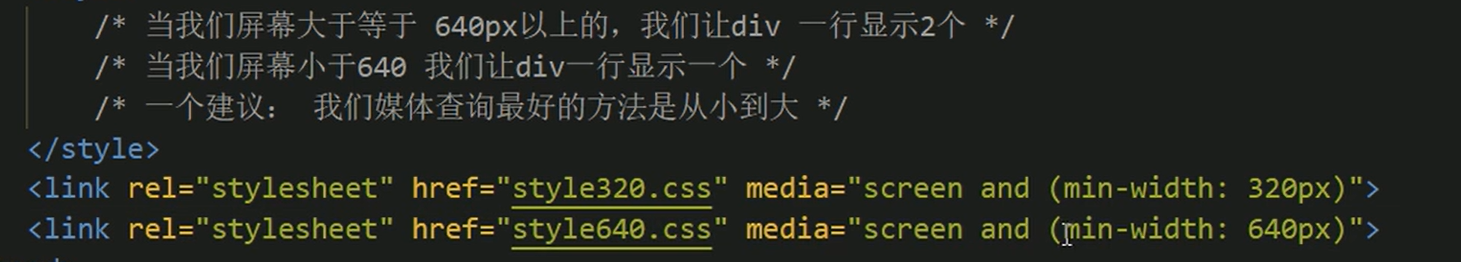 /* 当我们屏幕大于等于 640px以上的，我们让div 一行显示2个 */
/* 当我们屏幕小于640 我们让div一行显示一个 */
/* 一个建议： 我们媒体查询最好的方法是从小到大 */
</style>
<link rel="stylesheet" href="style320.css" media="screen and (min-width: 320px)">
<link rel="stylesheet" href="style640.css" media="screen and (min-width: 640px)">